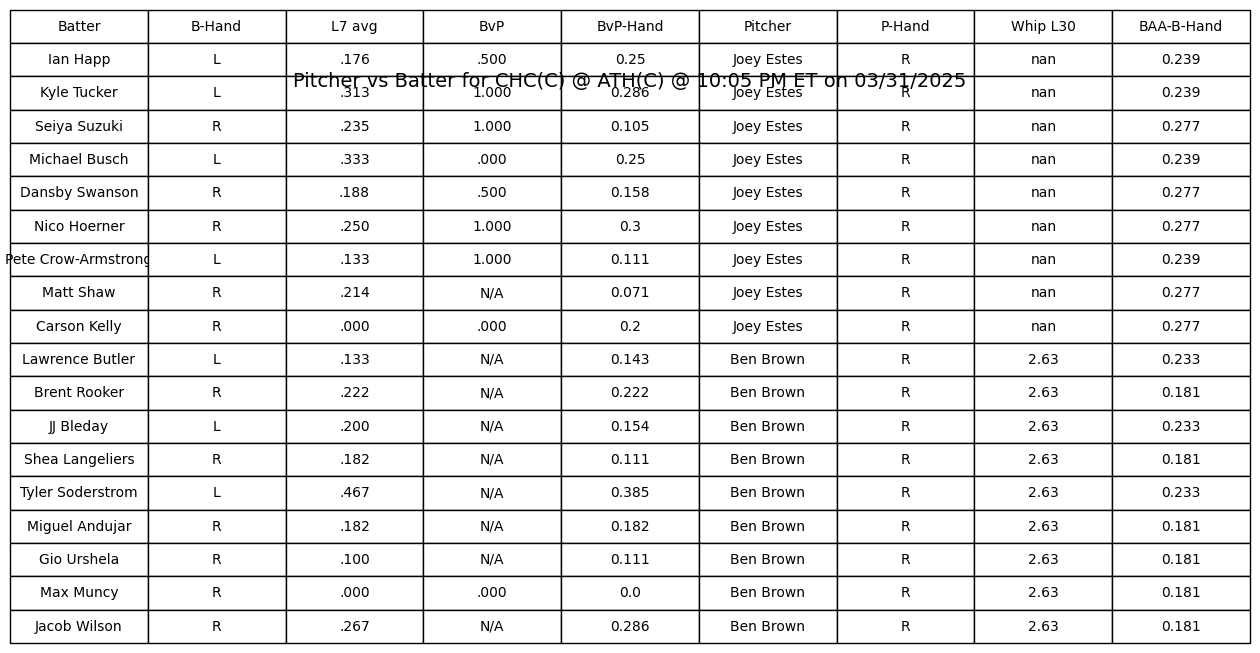 Batter B-Hand L7 avg BvP BvP-Hand Pitcher P-Hand Whip L30 BAA-B-Hand
Ian Happ L .176 .500 0.25 Joey Estes R nan 0.239
Pitcher vs Batter for CHC(C) @ ATH(C) @ 10:05 PM ET on 03/31/2025
Kyle Tucker L .313 1.000 0.286 Joey Estes R nan 0.239
Seiya Suzuki R .235 1.000 0.105 Joey Estes R nan 0.277
Michael Busch L .333 .000 0.25 Joey Estes R nan 0.239
Dansby Swanson R .188 .500 0.158 Joey Estes R nan 0.277
Nico Hoerner R .250 1.000 0.3 Joey Estes R nan 0.277
Pete Crow-Armstrong L .133 1.000 0.111 Joey Estes R nan 0.239
Matt Shaw R .214 N/A 0.071 Joey Estes R nan 0.277
Carson Kelly R .000 .000 0.2 Joey Estes R nan 0.277
Lawrence Butler L .133 N/A 0.143 Ben Brown R 2.63 0.233
Brent Rooker R .222 N/A 0.222 Ben Brown R 2.63 0.181
JJ Bleday L .200 N/A 0.154 Ben Brown R 2.63 0.233
Shea Langeliers R .182 N/A 0.111 Ben Brown R 2.63 0.181
Tyler Soderstrom L .467 N/A 0.385 Ben Brown R 2.63 0.233
Miguel Andujar R .182 N/A 0.182 Ben Brown R 2.63 0.181
Gio Urshela R .100 N/A 0.111 Ben Brown R 2.63 0.181
Max Muncy R .000 .000 0.0 Ben Brown R 2.63 0.181
Jacob Wilson R .267 N/A 0.286 Ben Brown R 2.63 0.181